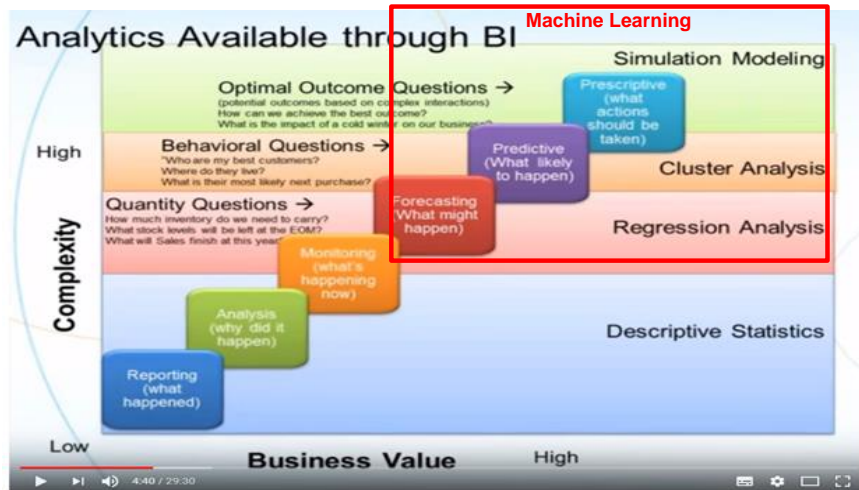 Machine Learning
Analytics Available through BI
Simulation Modeling
Optimal Outcome Questions →
(potential outcomes based on complex interactions)
How can we achieve the best outcome?
What is the impact of a cold winter on our business?
Prescriptive
(what
actions
should be
taken)
High
Behavioral Questions →
"Who are my best customers?
Where do they live?
What is their most likely next purchase?
Predictive
(What likely
to happen)
Cluster Analysis
Quantity Questions →
How much inventory do we need to carry?
What stock levels will be left at the EOM?
What will Sales finish at this year
Forecasting
(What might
happen)
Regression Analysis
Monitoring
(what's
happening
now)
Complexity
Analysis
(why did it
happen)
Descriptive Statistics
Reporting
(what
happened)
Low
Business Value
High
4:40 / 29:30